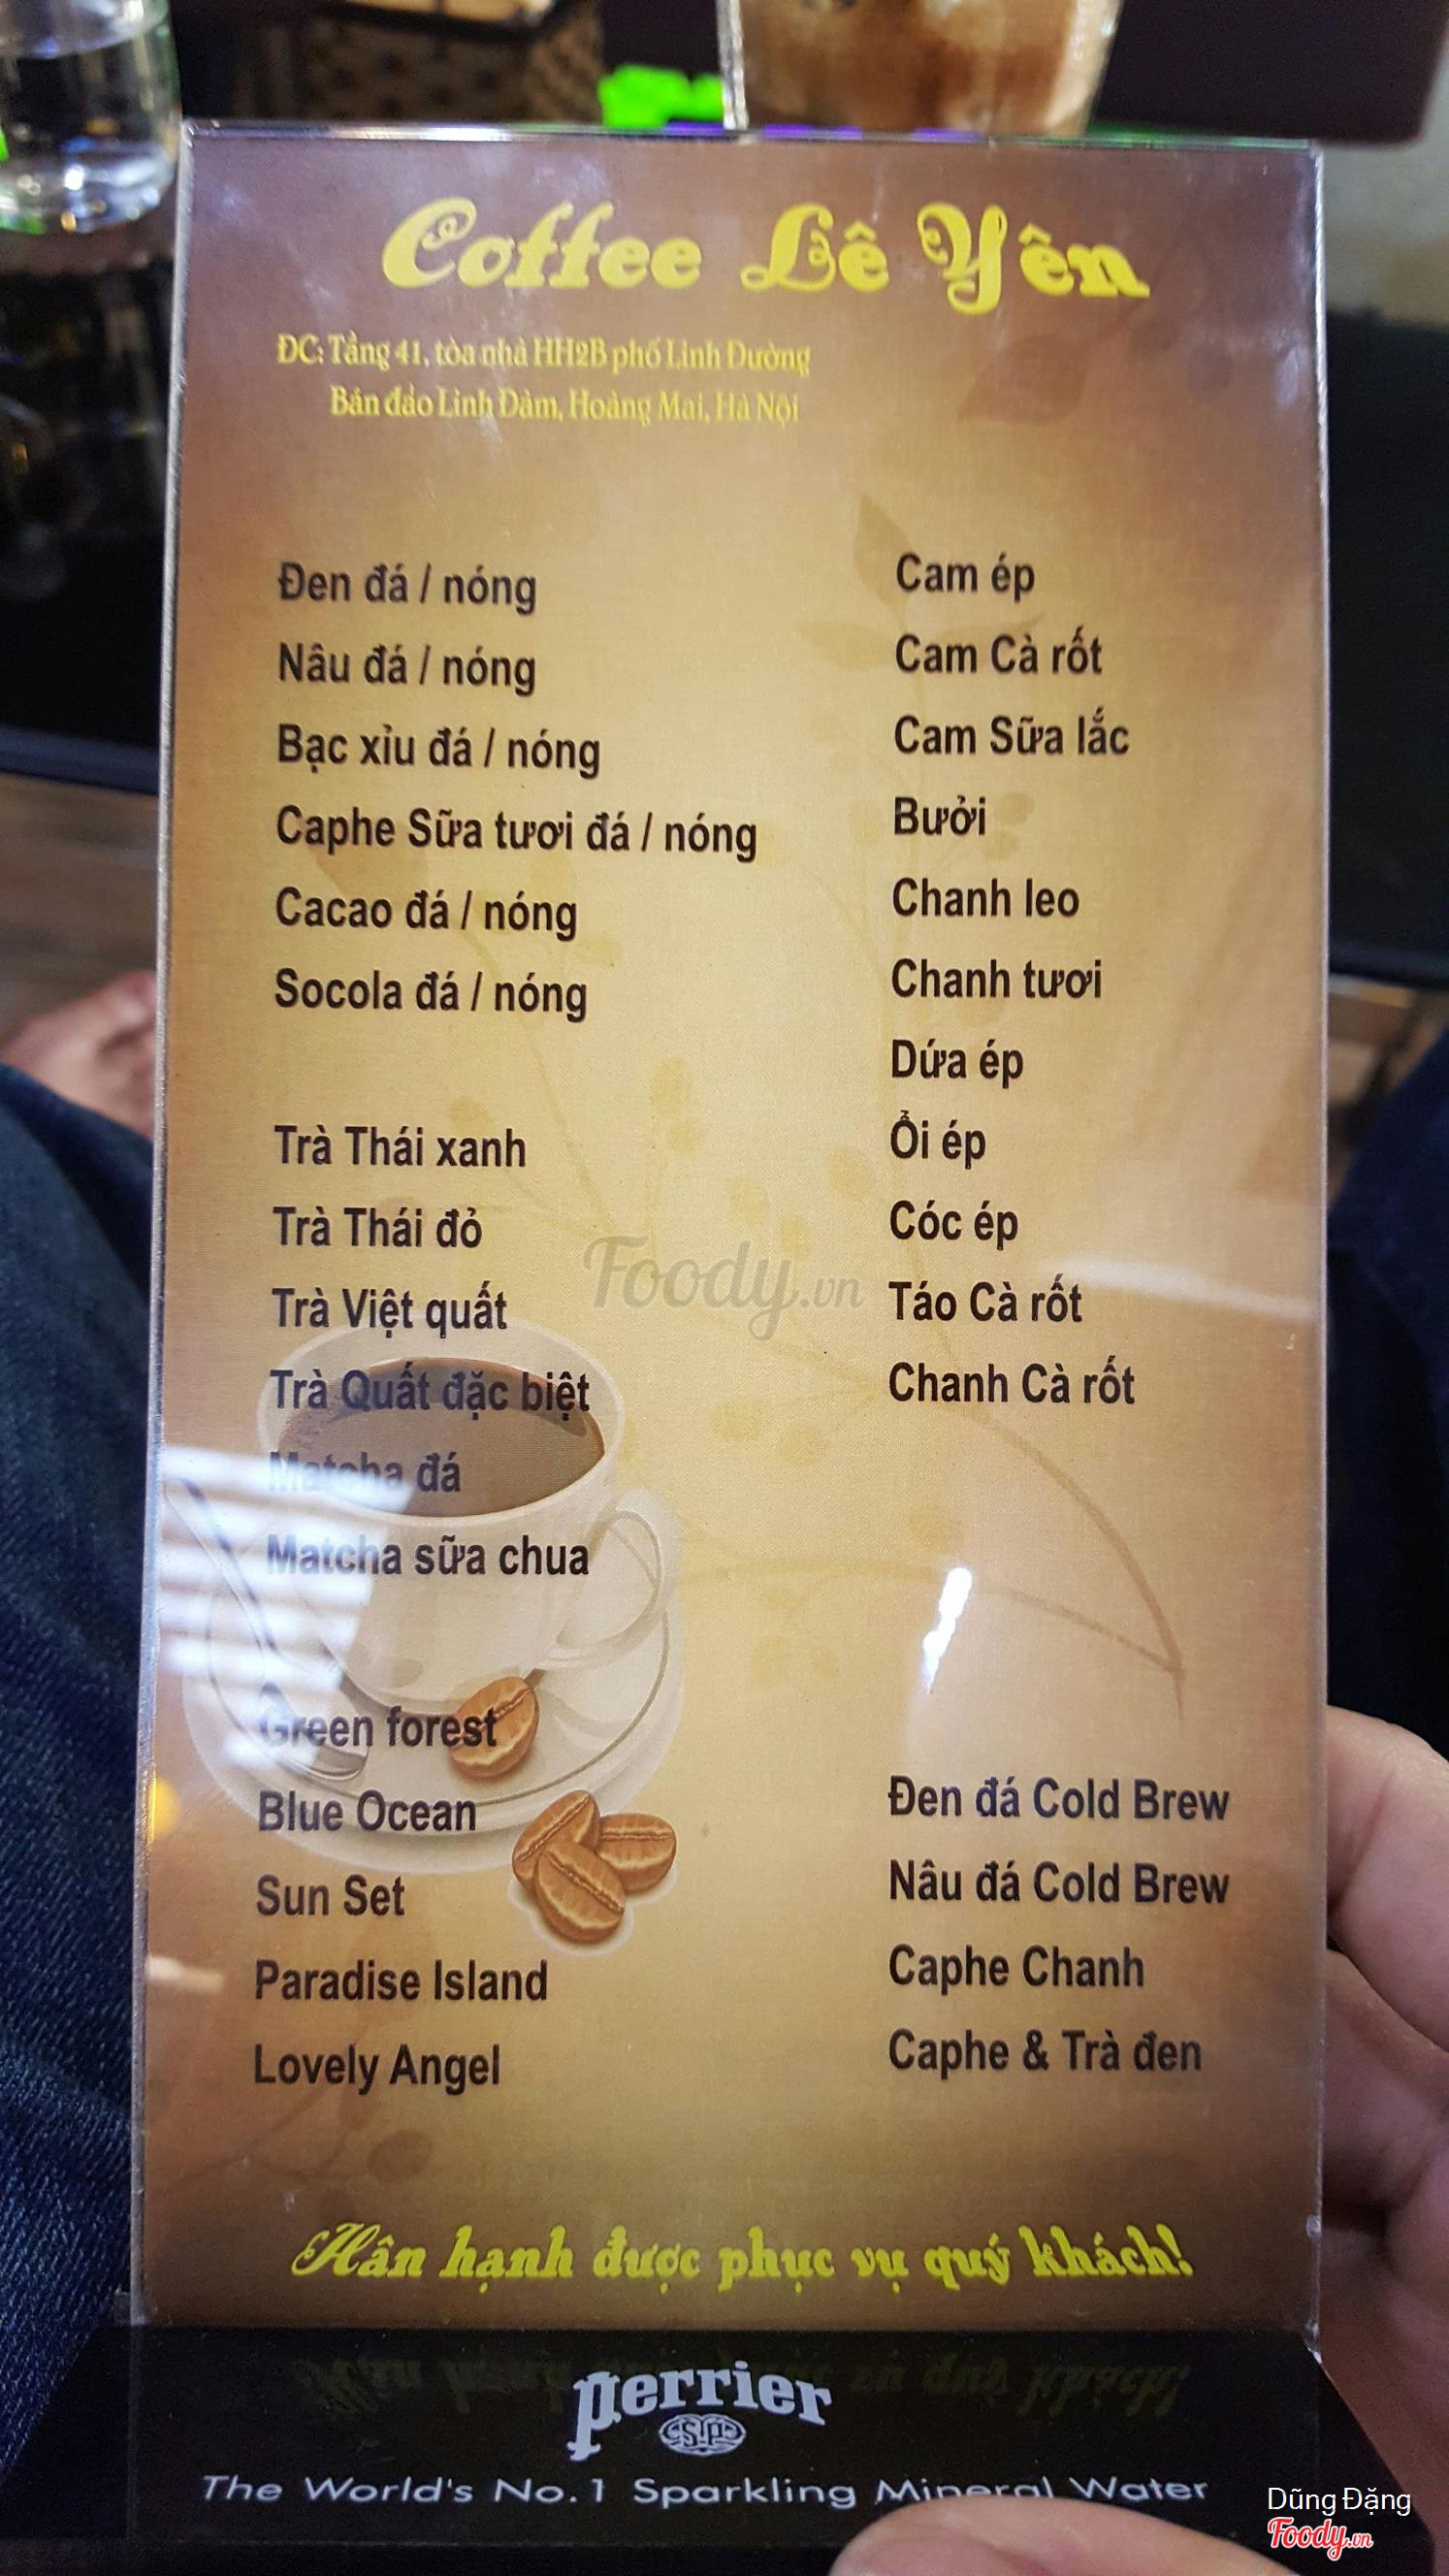 Coffee Lê Yên
ĐC: Tầng 41, tòa nhà HH2B phố Linh Đường
Bán đảo Linh Đàm, Hoàng Mai, Hà Nội
Đen đá / nóng
Nâu đá / nóng
Bạc xỉu đá / nóng
Caphe Sữa tươi đá / nóng
Cacao đá / nóng
Socola đá / nóng
Trà Thái xanh
Trà Thái đỏ
Trà Việt quất
Trà Quất đặc biệt
Matcha đá
Matcha sữa chua
Green forest
Blue Ocean
Sun Set
Paradise Island
Lovely Angel
Cam ép
Cam Cà rốt
Cam Sữa lắc
Bưởi
Chanh leo
Chanh tươi
Dứa ép
Ổi ép
Cóc ép
Táo Cà rốt
Chanh Cà rốt
Đen đá Cold Brew
Nâu đá Cold Brew
Caphe Chanh
Caphe & Trà đen
Foody.vn
Hân hạnh được phục vụ quý khách!
perrier
SP
The World's No.1 Sparkling Mineral Water
Dũng Đặng
Foody.vn